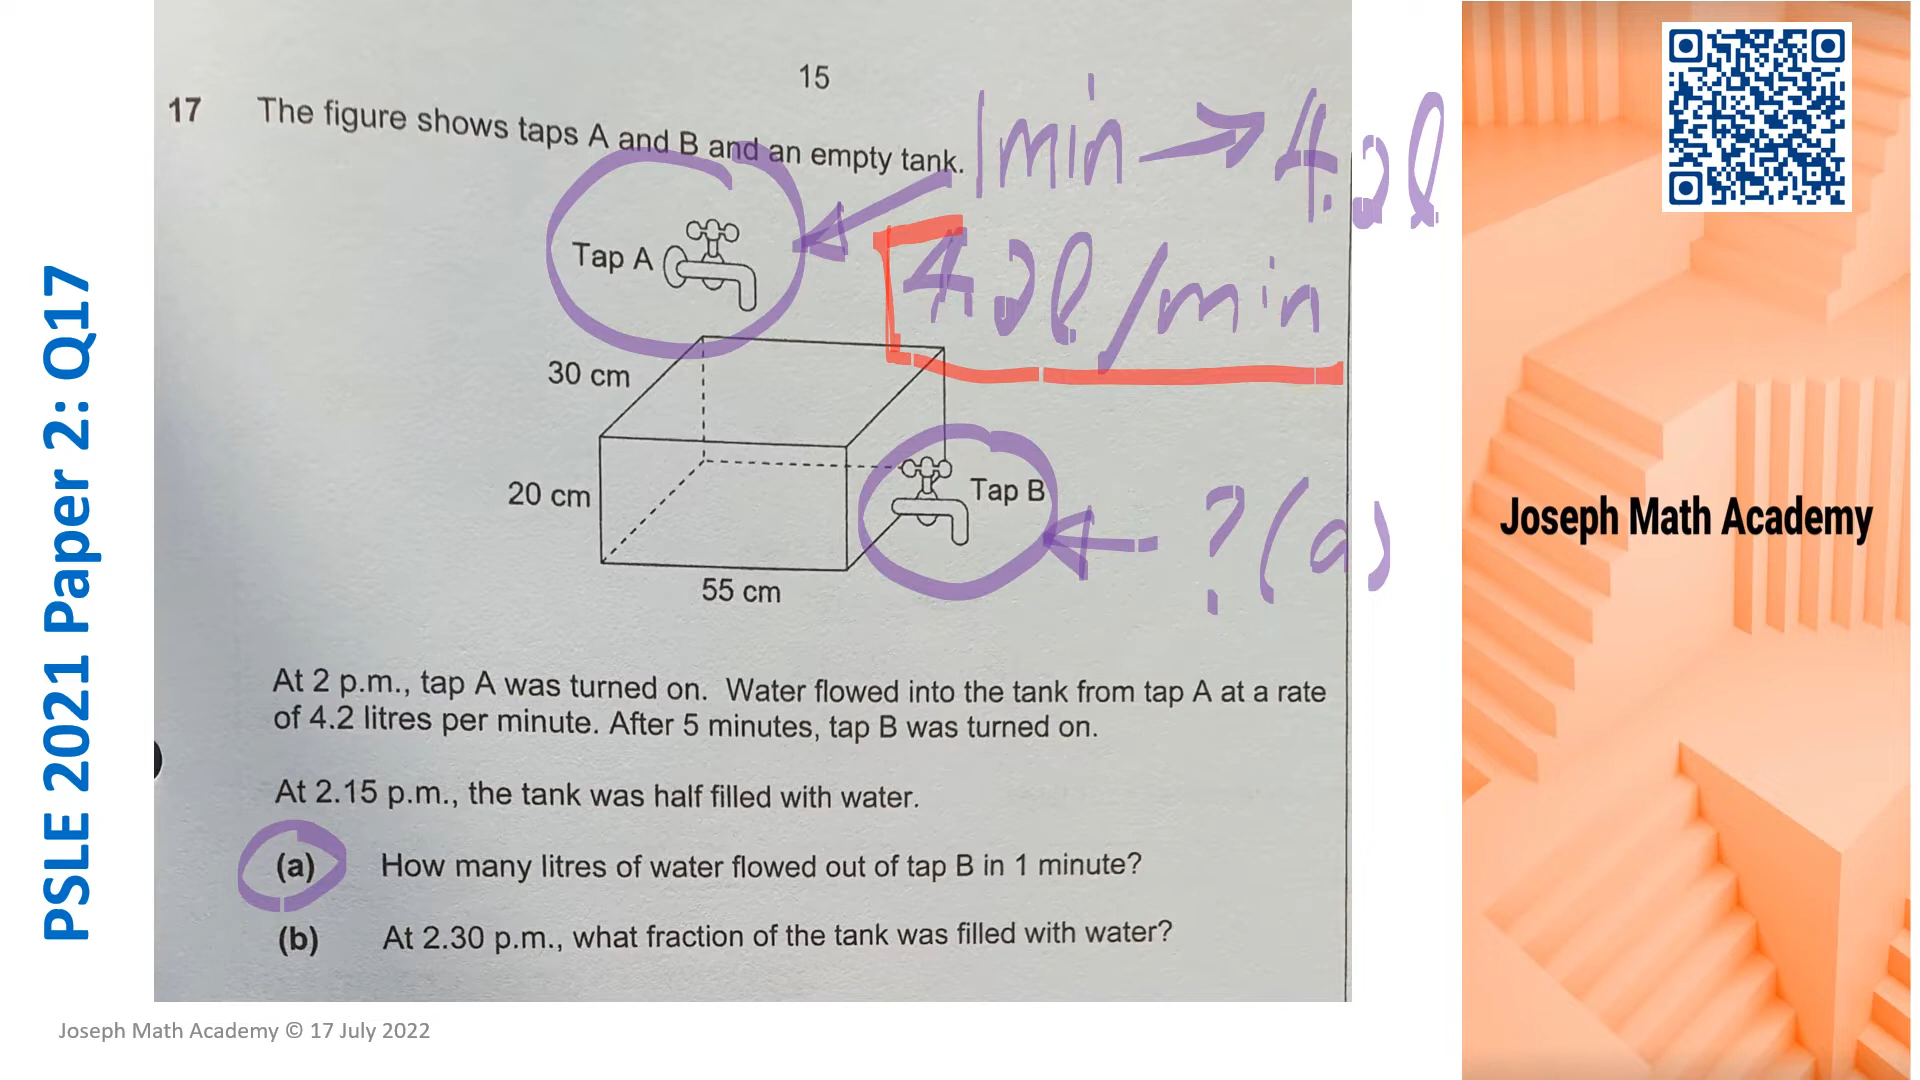 PSLE 2021 Paper 2: Q17
15
17 The figure shows taps A and B and an empty tank.
1min → 4.2l
Tap A
4.2l/min
30 cm
20 cm
Tap B
? (a)
55 cm
At 2 p.m., tap A was turned on. Water flowed into the tank from tap A at a rate
of 4.2 litres per minute. After 5 minutes, tap B was turned on.
At 2.15 p.m., the tank was half filled with water.
(a) How many litres of water flowed out of tap B in 1 minute?
(b) At 2.30 p.m., what fraction of the tank was filled with water?
Joseph Math Academy © 17 July 2022
Joseph Math Academy